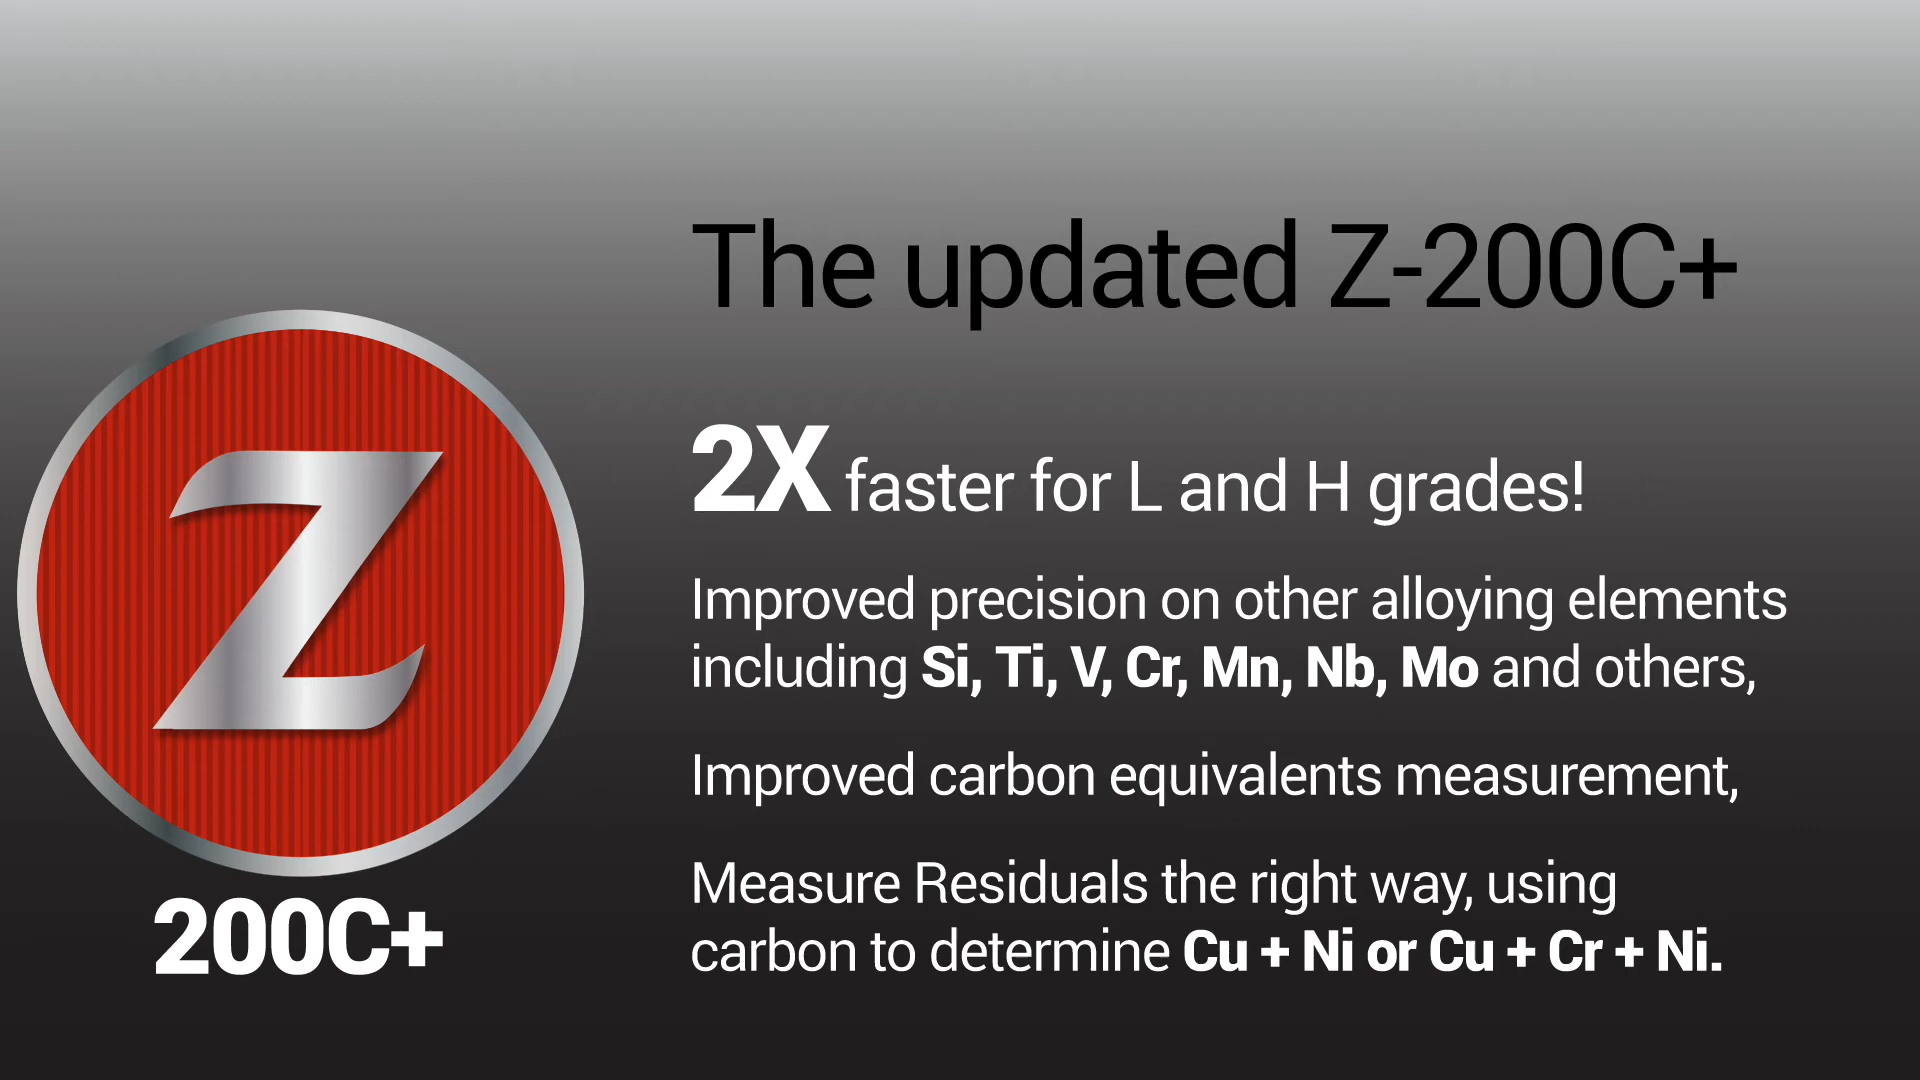 The updated Z-200C+
2X faster for L and H grades!
Improved precision on other alloying elements
including Si, Ti, V, Cr, Mn, Nb, Mo and others,
Improved carbon equivalents measurement,
Measure Residuals the right way, using
carbon to determine Cu + Ni or Cu + Cr + Ni.
Z
200C+